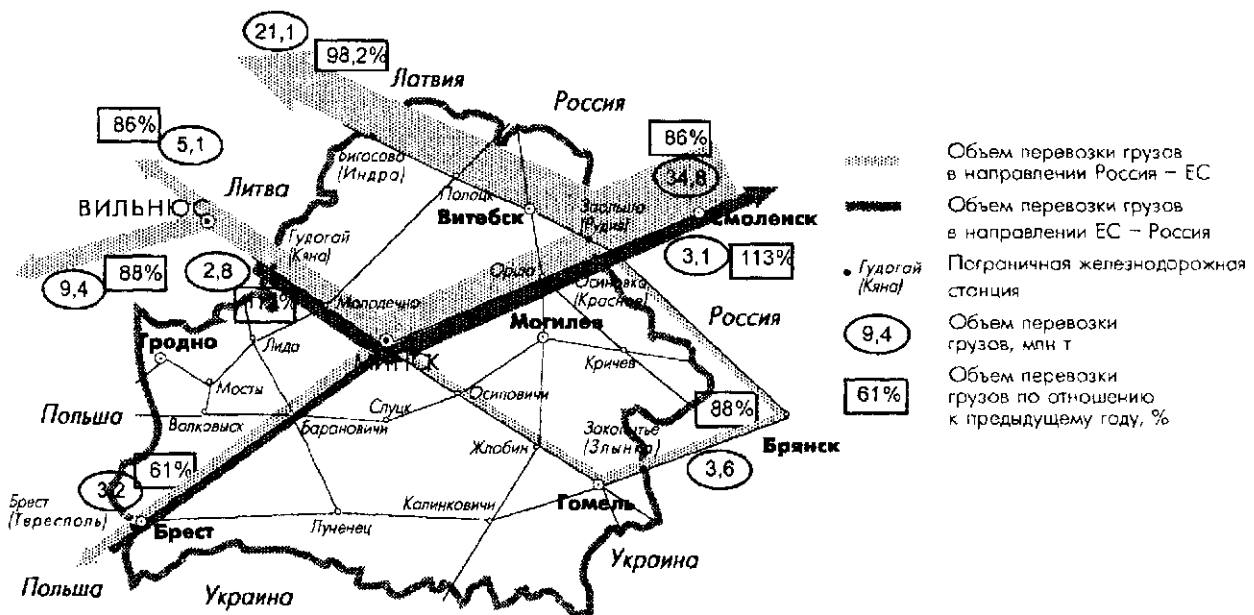 21,1
98,2%
Латвия
Россия
86%
5,1
86%
34,8
Литва
ВИЛЬНЮС
Бигосово
(Индра)
Полоцк
Витебск
Заольша
(Рудня)
Смоленск
Гудогай
(Кяна)
2,8
88%
9,4
Орша
Осиновка
(Красное)
3,1
113%
Молодечно
Россия
Гродно
Лида
МИНСК
Могилев
Кричев
Мосты
Осиповичи
Польша
Волковыск
Барановичи
Слуцк
88%
Закопытье
(Злынка)
Брянск
Жлобин
61%
3,2
3,6
Брест
(Тересполь)
Брест
Луненец
Калинковичи
Гомель
Польша
Украина
Украина
Объем перевозки грузов
в направлении Россия – ЕС
Объем перевозки грузов
в направлении ЕС – Россия
Гудогай
(Кяна)
Пограничная железнодорожная
станция
9,4
Объем перевозки
грузов, млн т
61%
Объем перевозки
грузов по отношению
к предыдущему году, %